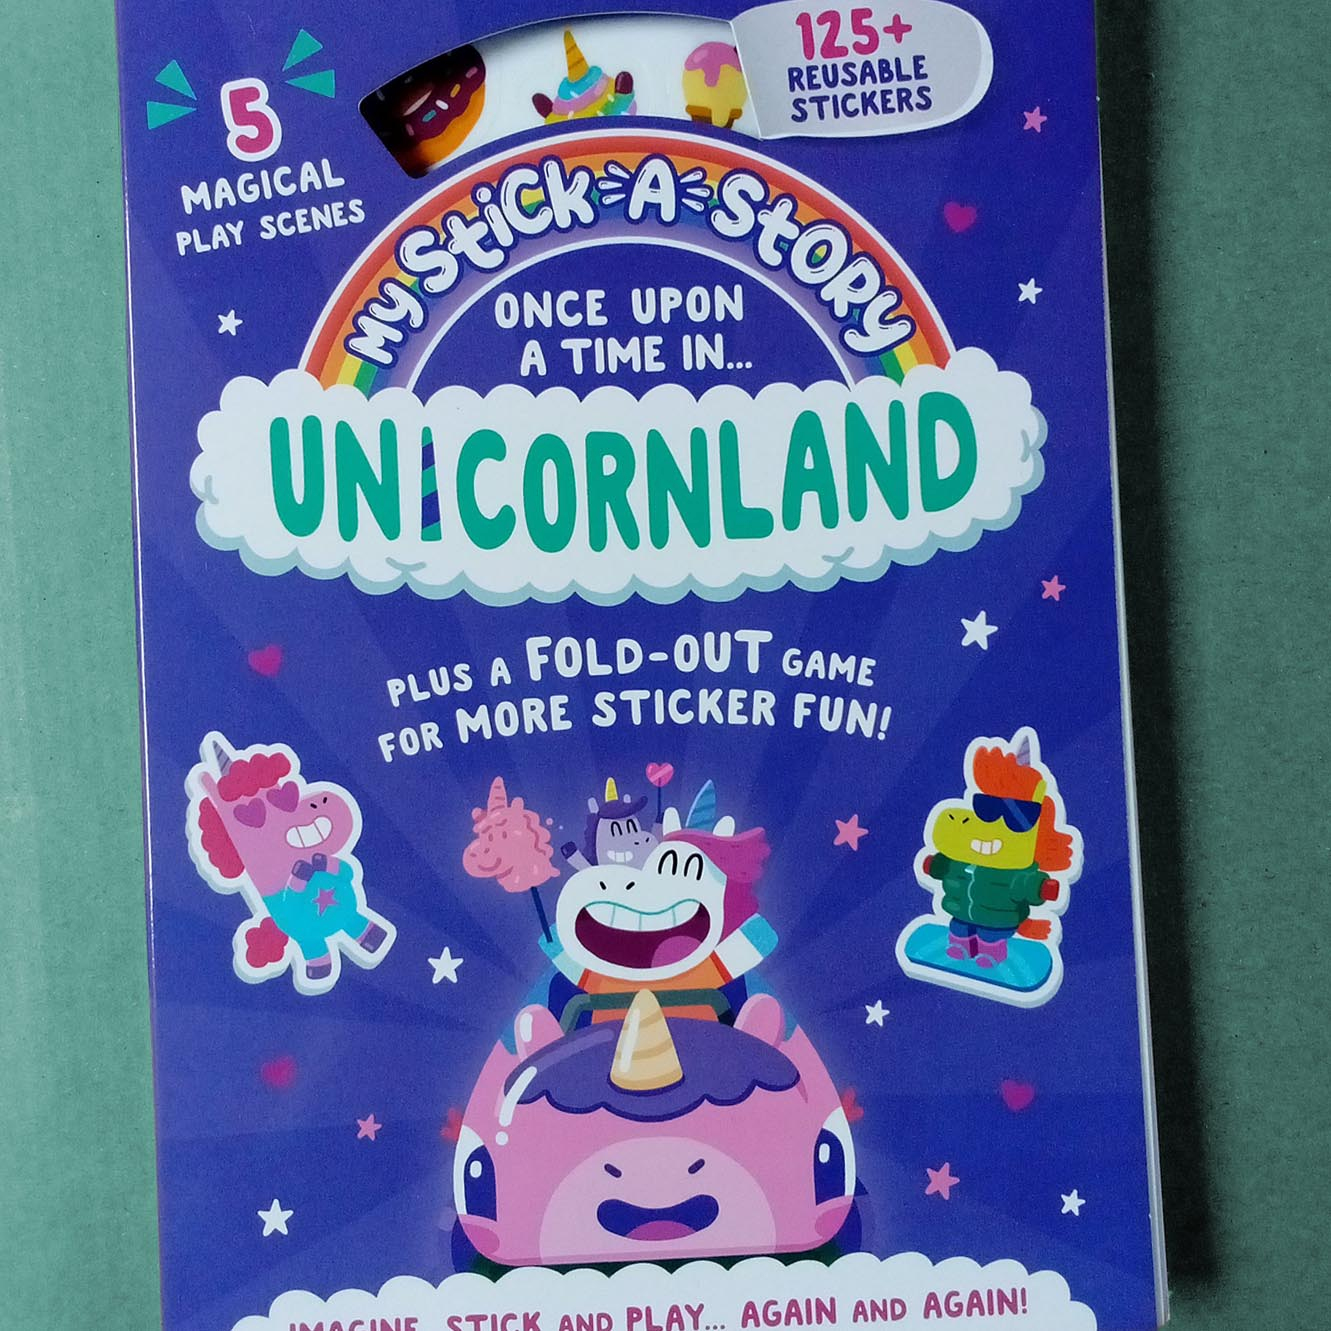 125+
REUSABLE
STICKERS
5
MAGICAL
PLAY SCENES
MY STICK-A-STORY
ONCE UPON
A TIME IN...
UNICORNLAND
PLUS A FOLD-OUT GAME
FOR MORE STICKER FUN!
IMAGINE, STICK AND PLAY... AGAIN AND AGAIN!